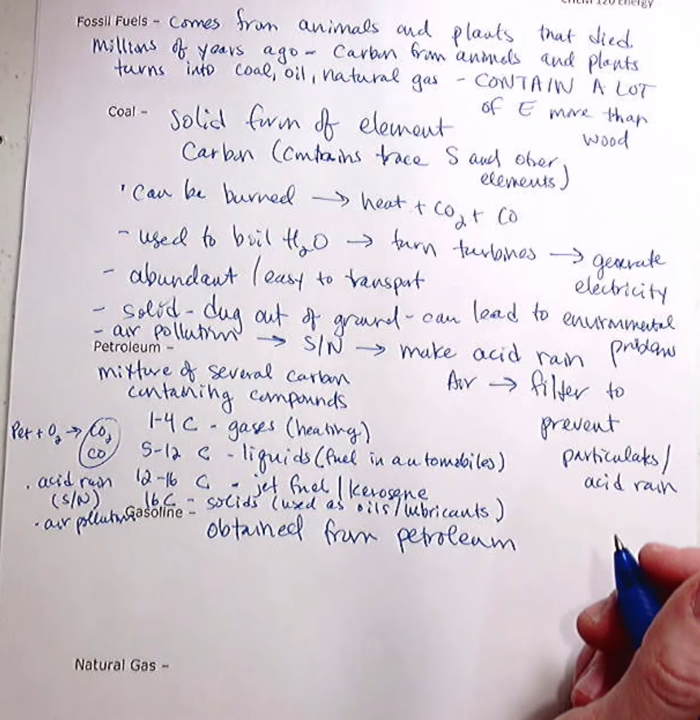 Chem 120 Energy
Fossil Fuels - Comes from animals and plants that died
Millions of years ago - Carbon from animals and plants
turns into coal, oil, natural gas - CONTAIN A LOT
of E more than
wood
Coal - Solid form of element
Carbon (contains trace S and other
elements)
' Can be burned → heat + CO2 + CO
- used to boil H2O → turn turbines → generate
electricity
- abundant / easy to transport
- solid - dug out of ground - can lead to environmental
problems
- air pollution → S/N → make acid rain
Petroleum -
mixture of several carbon
containing compounds
Air → filter to
prevent
particulates/
acid rain
Pet + O2 → CO2
CO
1-4 C - gases (heating)
5-12 C - liquids (fuel in automobiles)
12-16 C - jet fuel / Kerosene
16 C - solids (used as oils/lubricants)
. acid rain
(S/N)
- air pollution
Gasoline -
obtained from petroleum
Natural Gas -